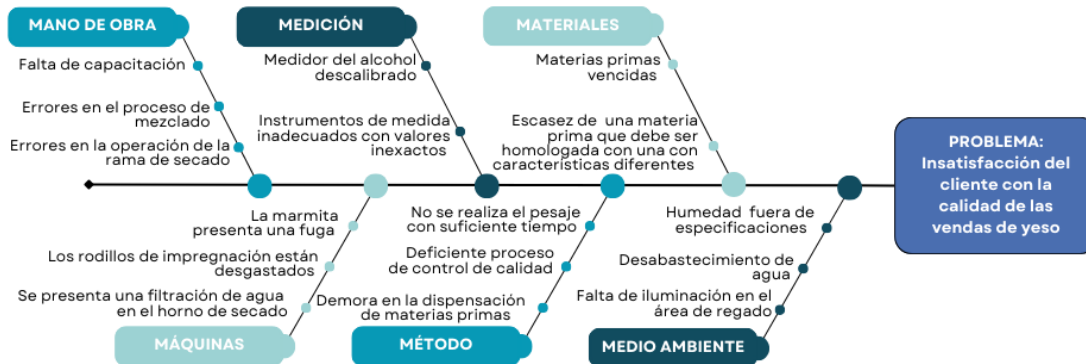 MANO DE OBRA
Falta de capacitación
Errores en el proceso de
mezclado
Errores en la operación de la
rama de secado
MEDICIÓN
Medidor del alcohol
descalibrado
Instrumentos de medida
inadecuados con valores
inexactos
MATERIALES
Materias primas
vencidas
Escasez de una materia
prima que debe ser
homologada con una con
características diferentes
PROBLEMA:
Insatisfacción del
cliente con la
calidad de las
vendas de yeso
La marmita
presenta una fuga
Los rodillos de impregnación están
desgastados
Se presenta una filtración de agua
en el horno de secado
MÁQUINAS
No se realiza el pesaje
con suficiente tiempo
Deficiente proceso
de control de calidad
Demora en la dispensación
de materias primas
MÉTODO
Humedad fuera de
especificaciones
Desabastecimiento de
agua
Falta de iluminación en el
área de regado
MEDIO AMBIENTE